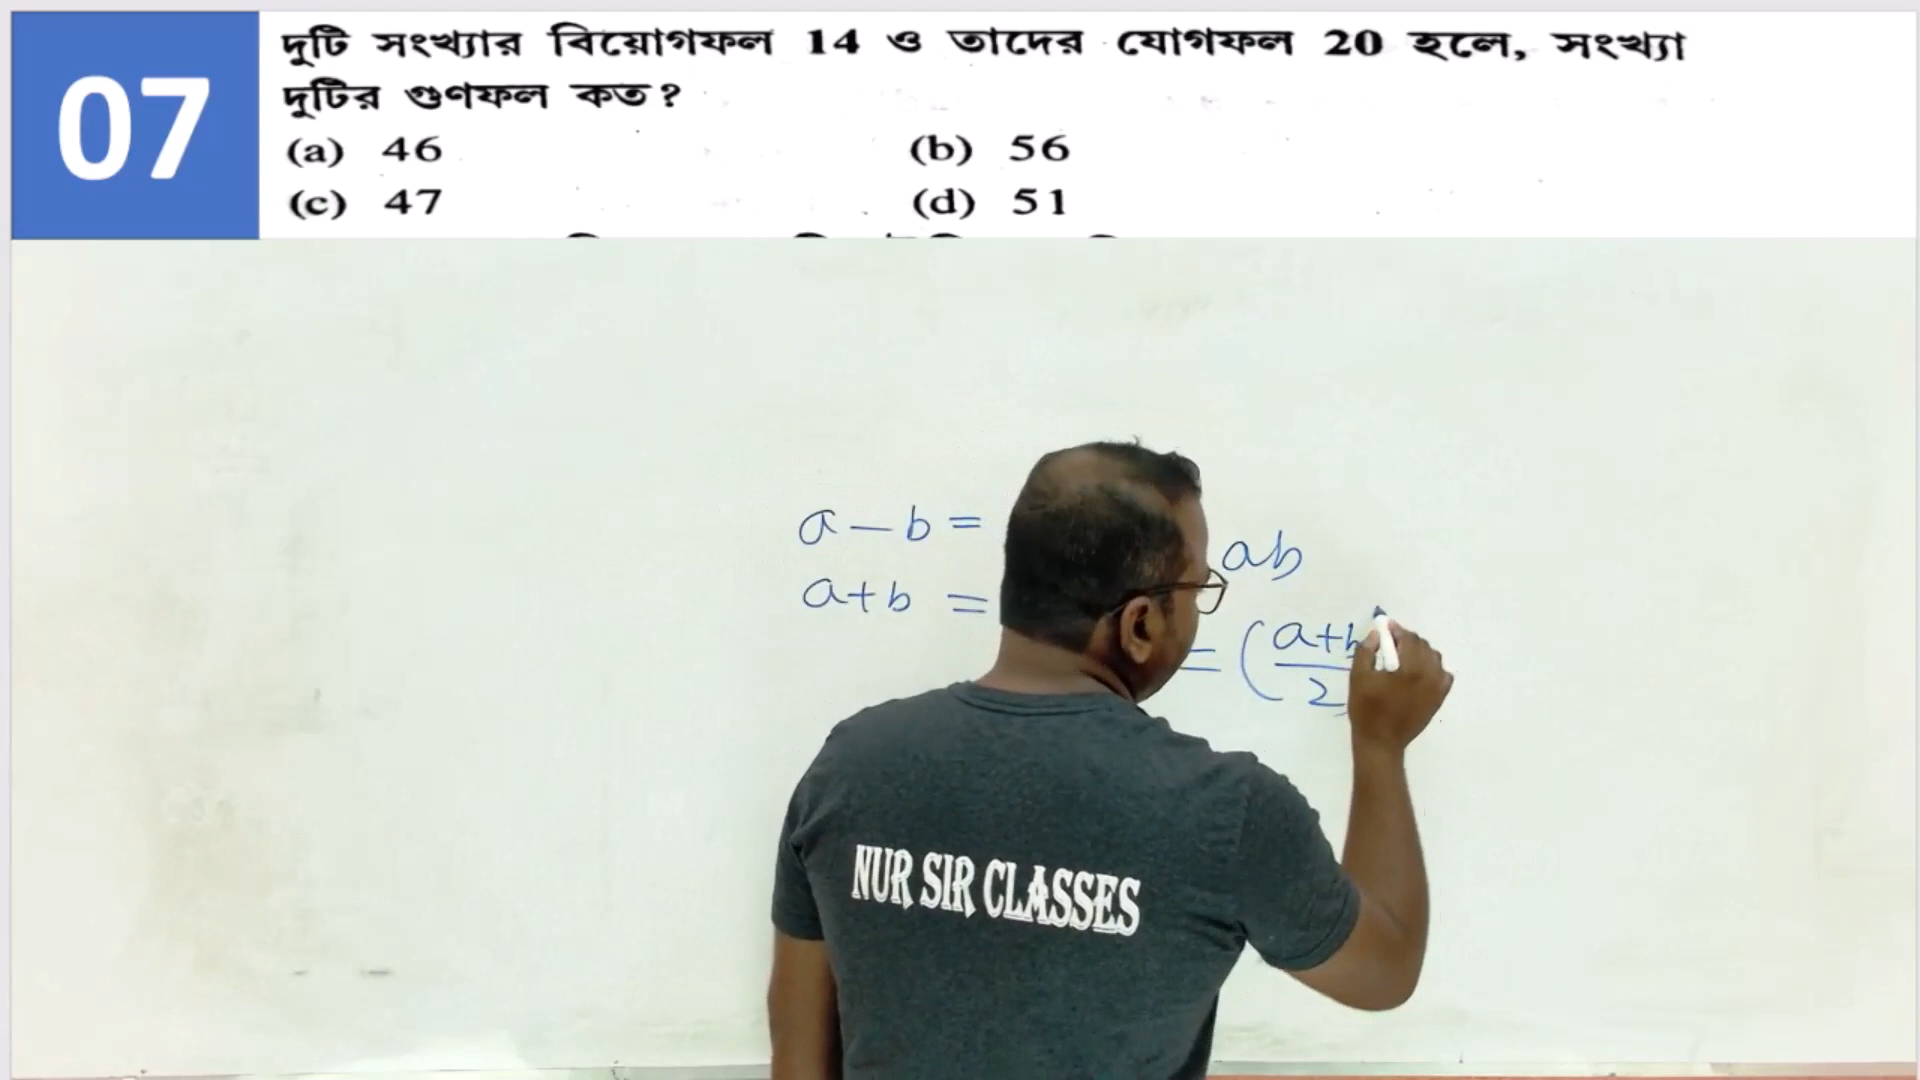 07
দুটি সংখ্যার বিয়োগফল 14 ও তাদের যোগফল 20 হলে, সংখ্যা
দুটির গুণফল কত?
(a) 46 (b) 56
(c) 47 (d) 51
a - b =
a + b =
ab
= (a+b
2
NUR SIR CLASSES